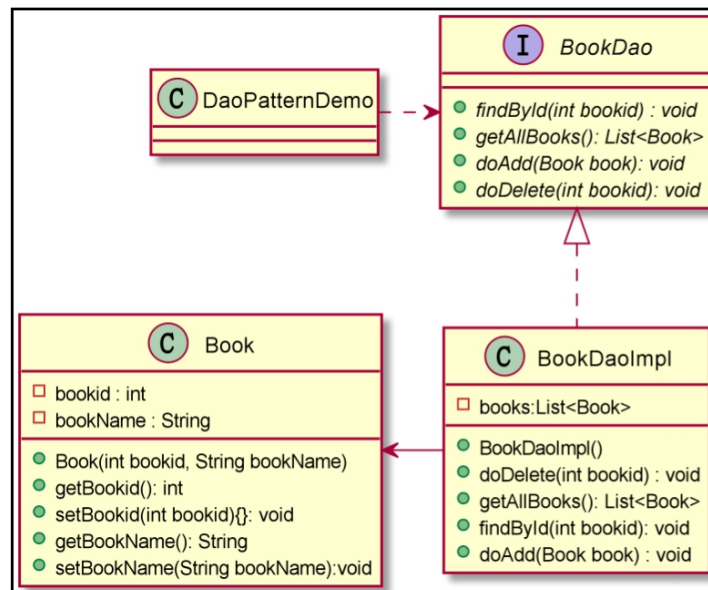 I BookDao
C DaoPatternDemo
findById(int bookid) : void
getAllBooks(): List<Book>
doAdd(Book book): void
doDelete(int bookid): void
C Book
bookid : int
bookName : String
Book(int bookid, String bookName)
getBookid(): int
setBookid(int bookid){}: void
getBookName(): String
setBookName(String bookName):void
C BookDaoImpl
books:List<Book>
BookDaoImpl()
doDelete(int bookid) : void
getAllBooks(): List<Book>
findById(int bookid): void
doAdd(Book book) : void